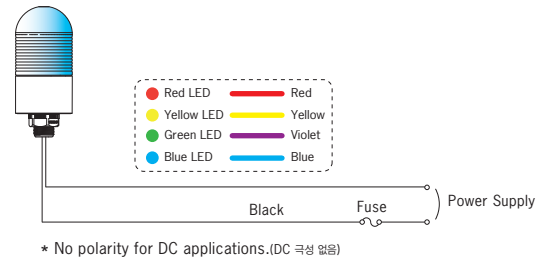 Red LED Red
Yellow LED Yellow
Green LED Violet
Blue LED Blue
Power Supply
Black Fuse
* No polarity for DC applications.(DC 극성 없음)